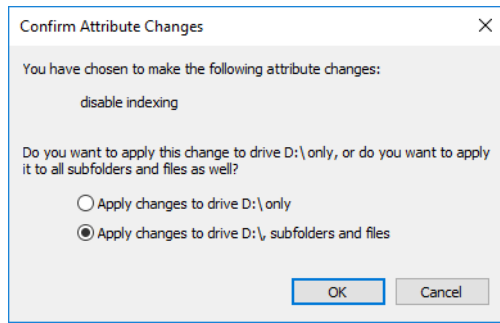 Confirm Attribute Changes
You have chosen to make the following attribute changes:
disable indexing
Do you want to apply this change to drive D:\ only, or do you want to apply
it to all subfolders and files as well?
Apply changes to drive D:\ only
Apply changes to drive D:\, subfolders and files
OK Cancel